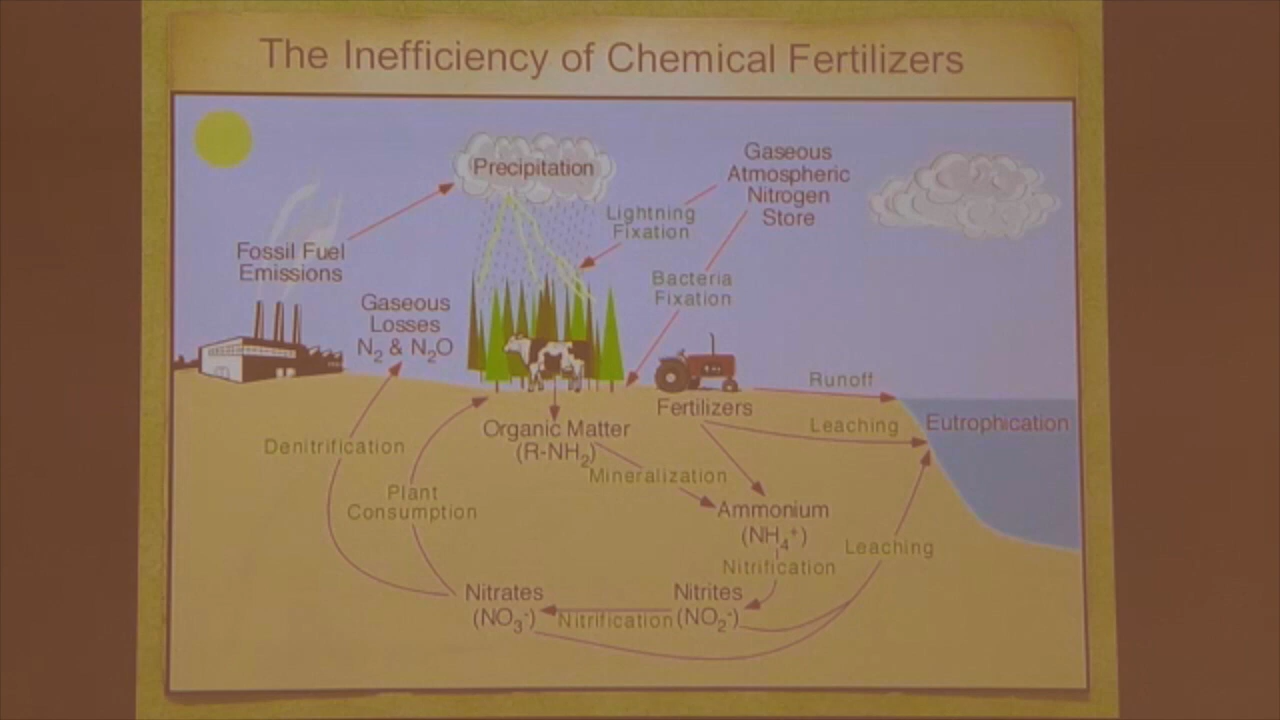 The Inefficiency of Chemical Fertilizers
Precipitation
Gaseous
Atmospheric
Nitrogen
Store
Lightning
Fixation
Fossil Fuel
Emissions
Bacteria
Fixation
Gaseous
Losses
N₂ & N₂O
Runoff
Fertilizers
Leaching
Eutrophication
Organic Matter
(R-NH₂)
Denitrification
Mineralization
Plant
Consumption
Ammonium
(NH₄⁺)
Leaching
Nitrification
Nitrates
(NO₃⁻)
Nitrification
Nitrites
(NO₂⁻)